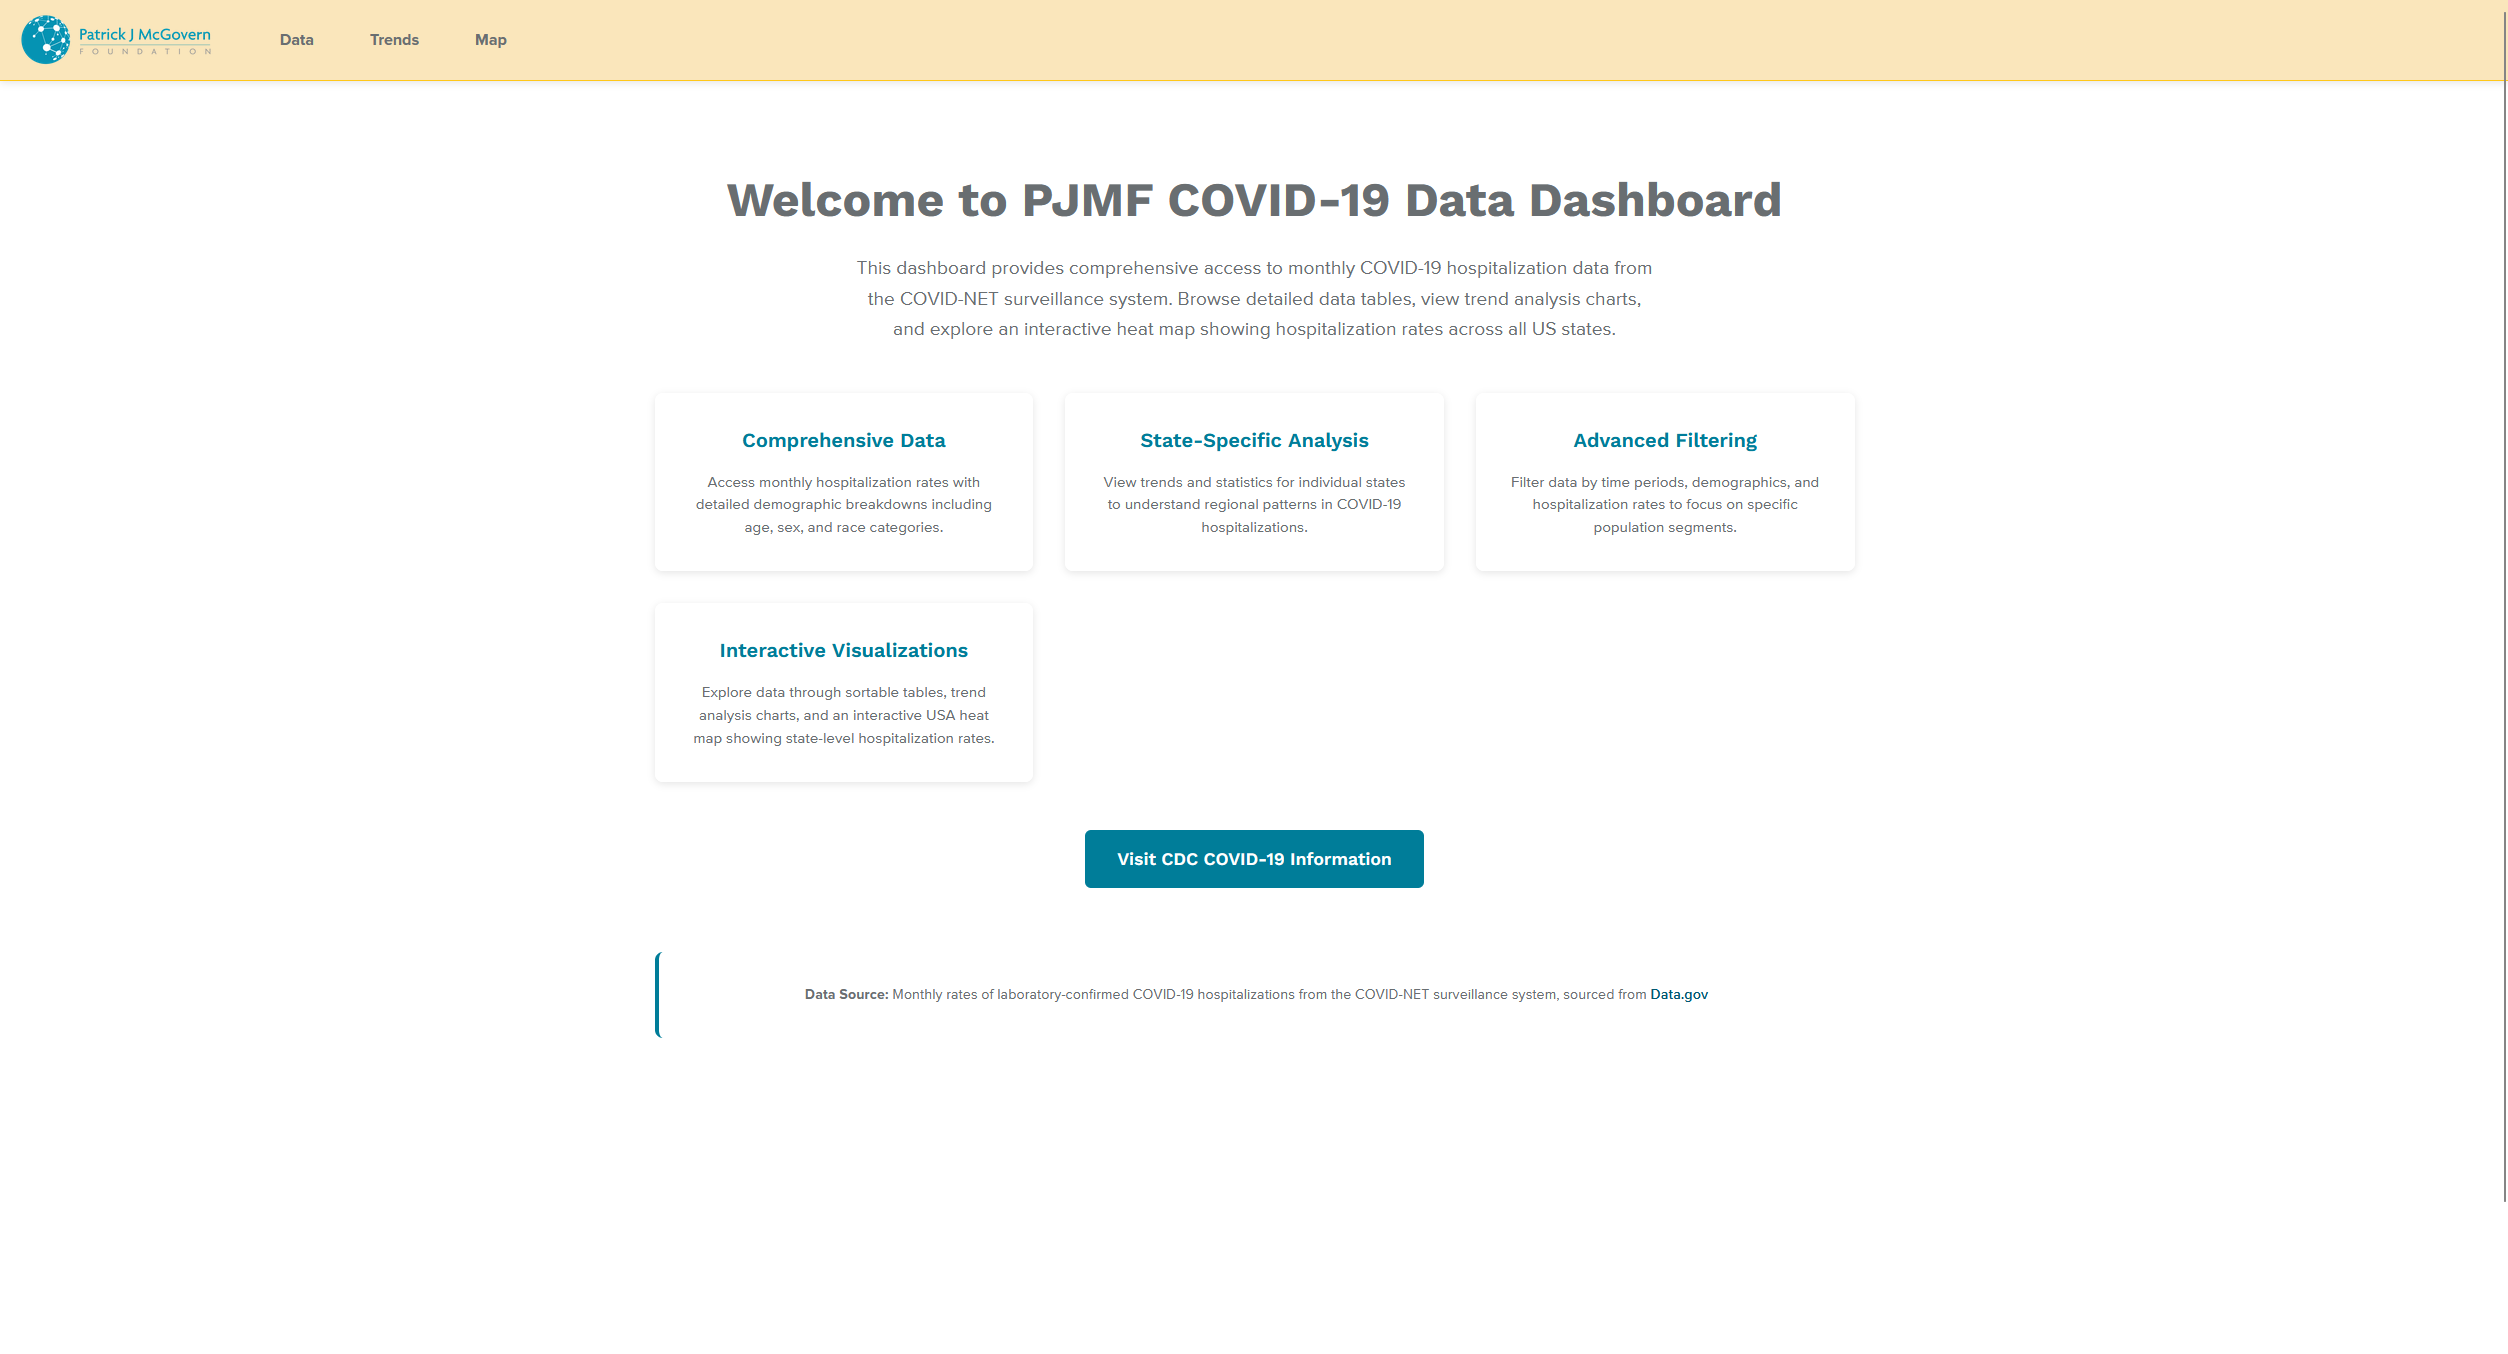 Patrick J McGovern
FOUNDATION
Data
Trends
Map
Welcome to PJMF COVID-19 Data Dashboard
This dashboard provides comprehensive access to monthly COVID-19 hospitalization data from
the COVID-NET surveillance system. Browse detailed data tables, view trend analysis charts,
and explore an interactive heat map showing hospitalization rates across all US states.
Comprehensive Data
Access monthly hospitalization rates with
detailed demographic breakdowns including
age, sex, and race categories.
State-Specific Analysis
View trends and statistics for individual states
to understand regional patterns in COVID-19
hospitalizations.
Advanced Filtering
Filter data by time periods, demographics, and
hospitalization rates to focus on specific
population segments.
Interactive Visualizations
Explore data through sortable tables, trend
analysis charts, and an interactive USA heat
map showing state-level hospitalization rates.
Visit CDC COVID-19 Information
Data Source: Monthly rates of laboratory-confirmed COVID-19 hospitalizations from the COVID-NET surveillance system, sourced from Data.gov